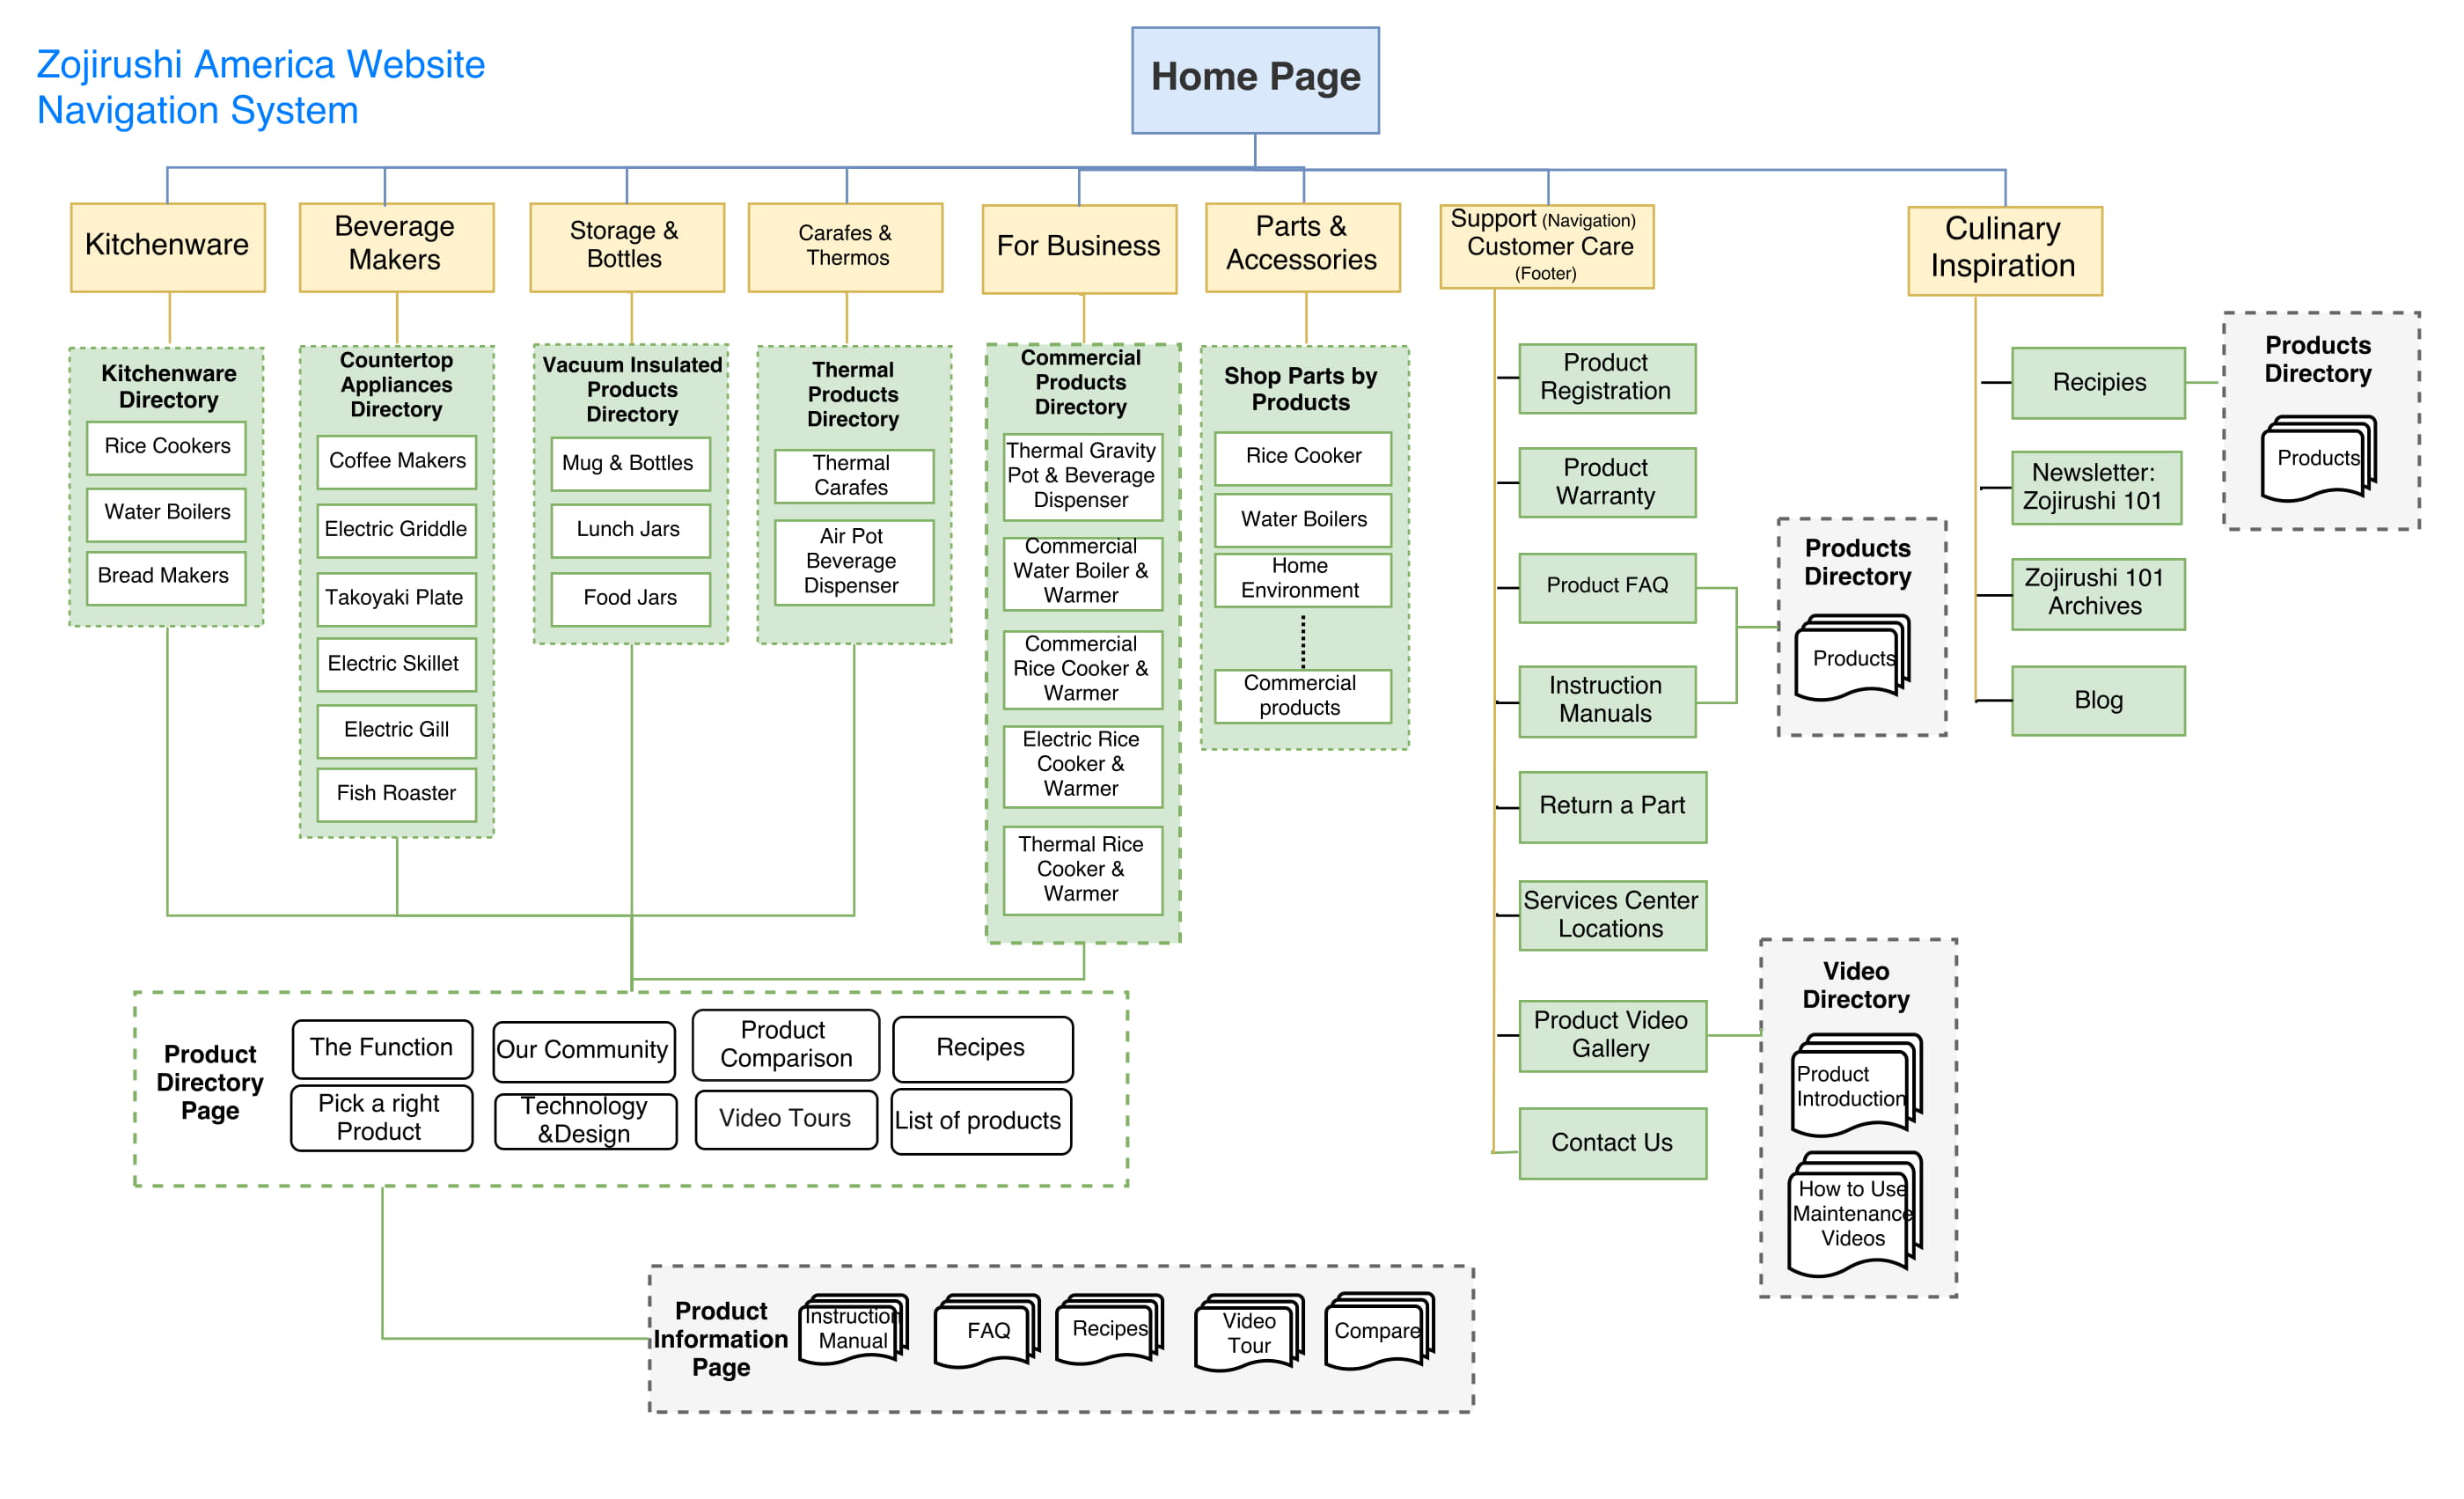 Zojirushi America Website
Navigation System
Home Page
Kitchenware
Beverage
Makers
Storage &
Bottles
Carafes &
Thermos
For Business
Parts &
Accessories
Support (Navigation)
Customer Care
(Footer)
Culinary
Inspiration
Kitchenware
Directory
Rice Cookers
Water Boilers
Bread Makers
Countertop
Appliances
Directory
Coffee Makers
Electric Griddle
Takoyaki Plate
Electric Skillet
Electric Gill
Fish Roaster
Vacuum Insulated
Products
Directory
Mug & Bottles
Lunch Jars
Food Jars
Thermal
Products
Directory
Thermal
Carafes
Air Pot
Beverage
Dispenser
Commercial
Products
Directory
Thermal Gravity
Pot & Beverage
Dispenser
Commercial
Water Boiler &
Warmer
Commercial
Rice Cooker &
Warmer
Electric Rice
Cooker &
Warmer
Thermal Rice
Cooker &
Warmer
Shop Parts by
Products
Rice Cooker
Water Boilers
Home
Environment
Commercial
products
Product
Registration
Product
Warranty
Product FAQ
Instruction
Manuals
Return a Part
Services Center
Locations
Product Video
Gallery
Contact Us
Products
Directory
Products
Video
Directory
Product
Introduction
How to Use
Maintenance
Videos
Recipies
Newsletter:
Zojirushi 101
Zojirushi 101
Archives
Blog
Products
Directory
Products
Product
Directory
Page
The Function
Our Community
Product
Comparison
Recipes
Pick a right
Product
Technology
&Design
Video Tours
List of products
Product
Information
Page
Instruction
Manual
FAQ
Recipes
Video
Tour
Compare